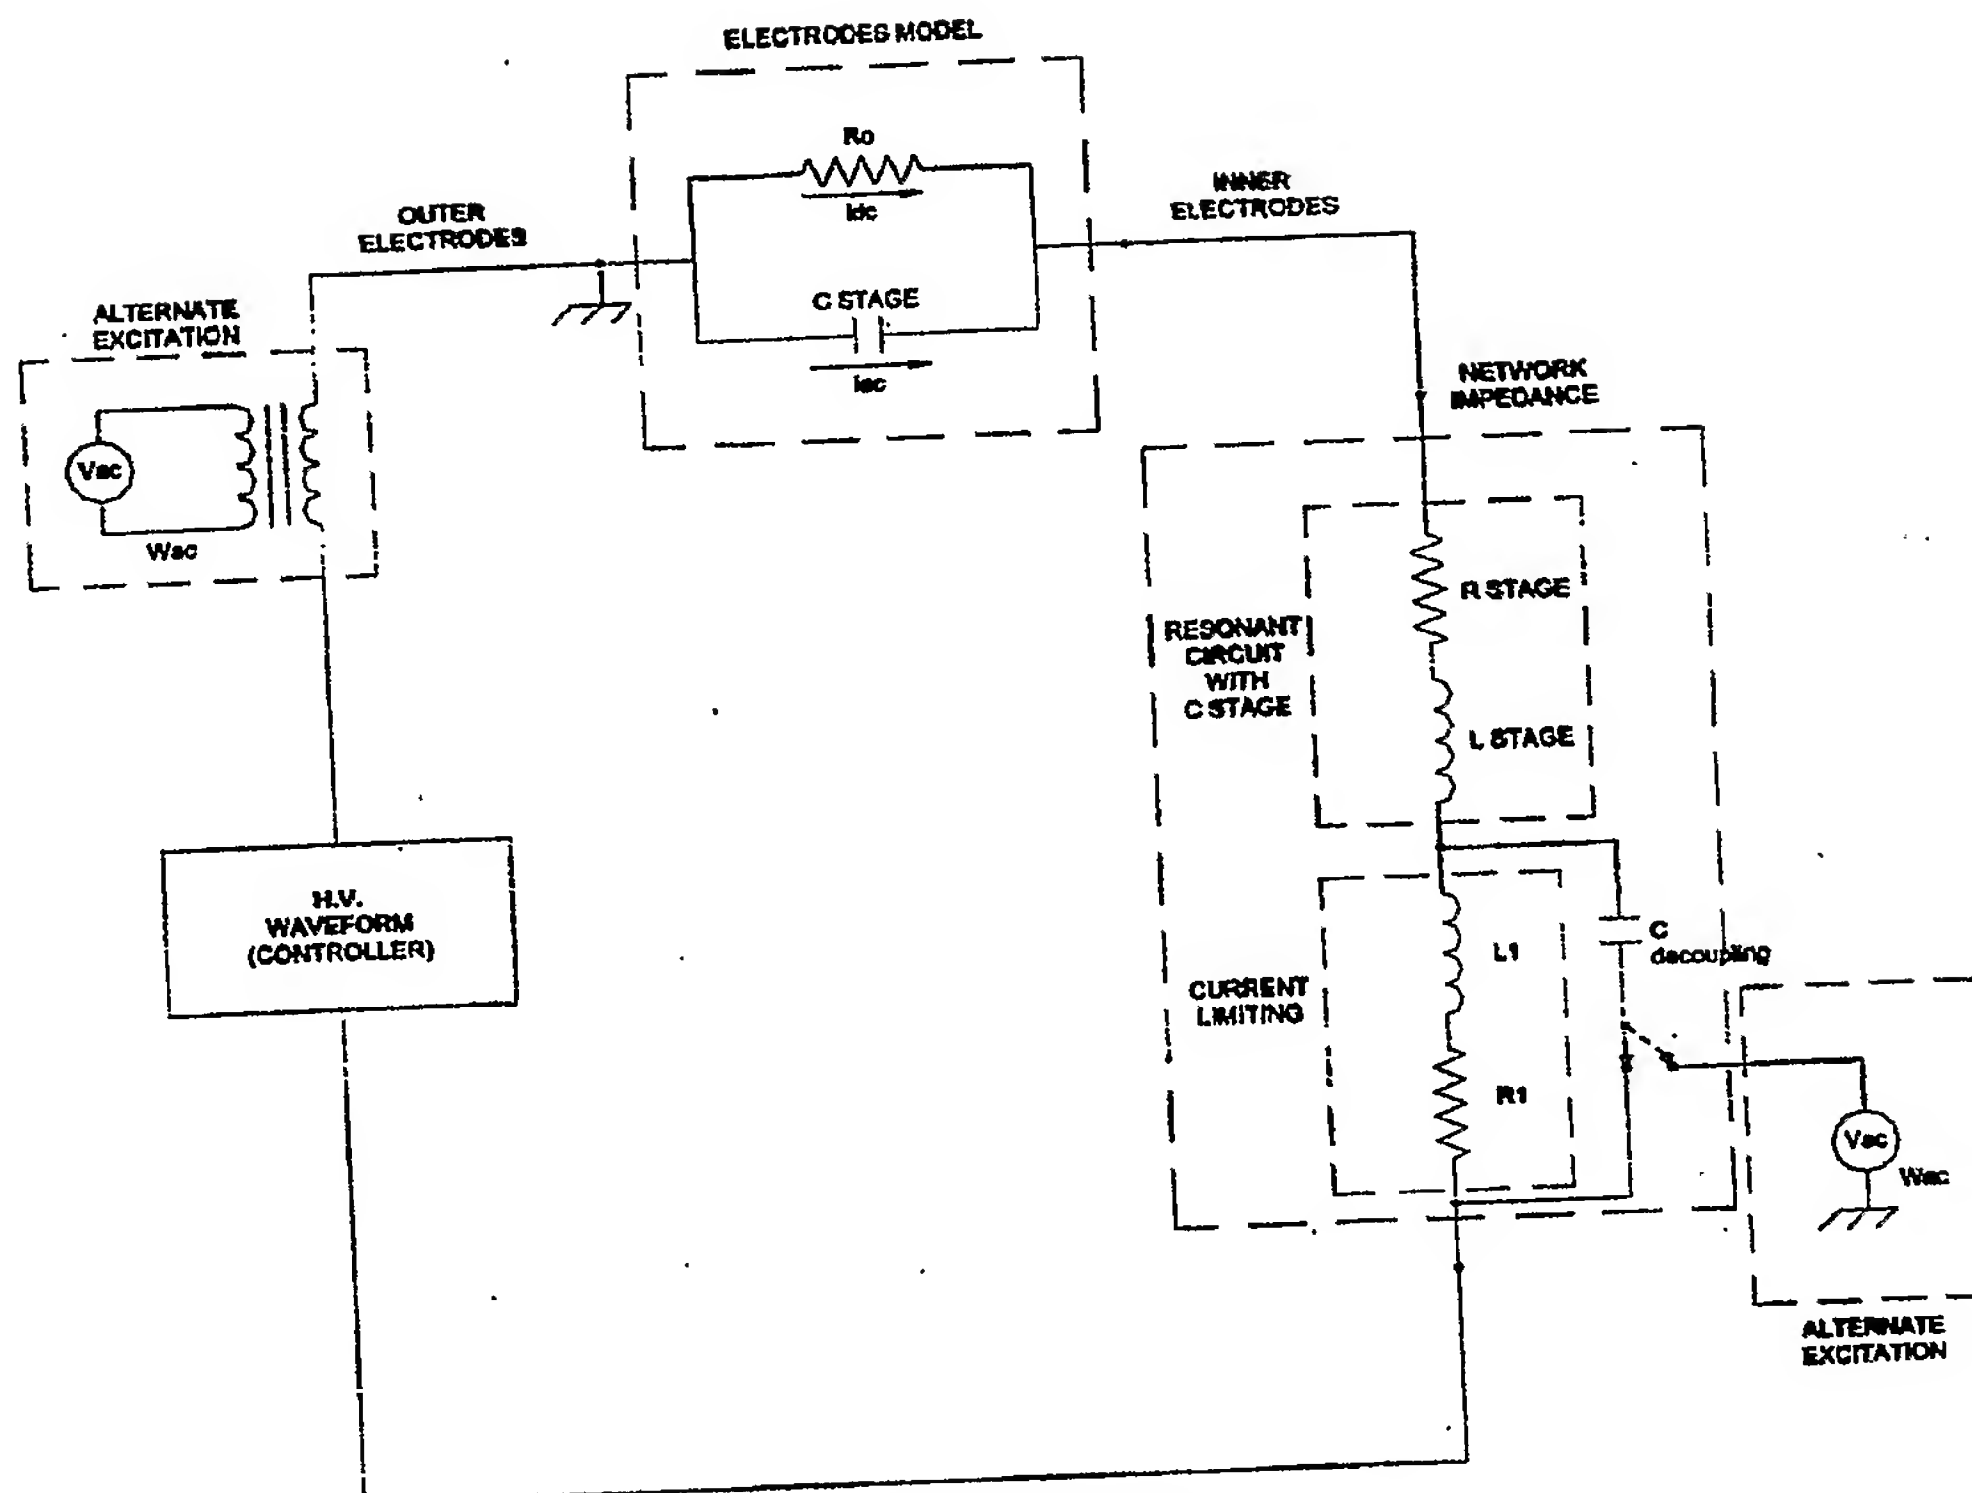 ELECTRODES MODEL
Ro
Idc
C STAGE
Iac
OUTER
ELECTRODES
INNER
ELECTRODES
ALTERNATE
EXCITATION
Vac
Wac
NETWORK
IMPEDANCE
R STAGE
RESONANT
CIRCUIT
WITH
C STAGE
L STAGE
H.V.
WAVEFORM
(CONTROLLER)
L1
C
decoupling
CURRENT
LIMITING
R1
Vac
Wac
ALTERNATE
EXCITATION